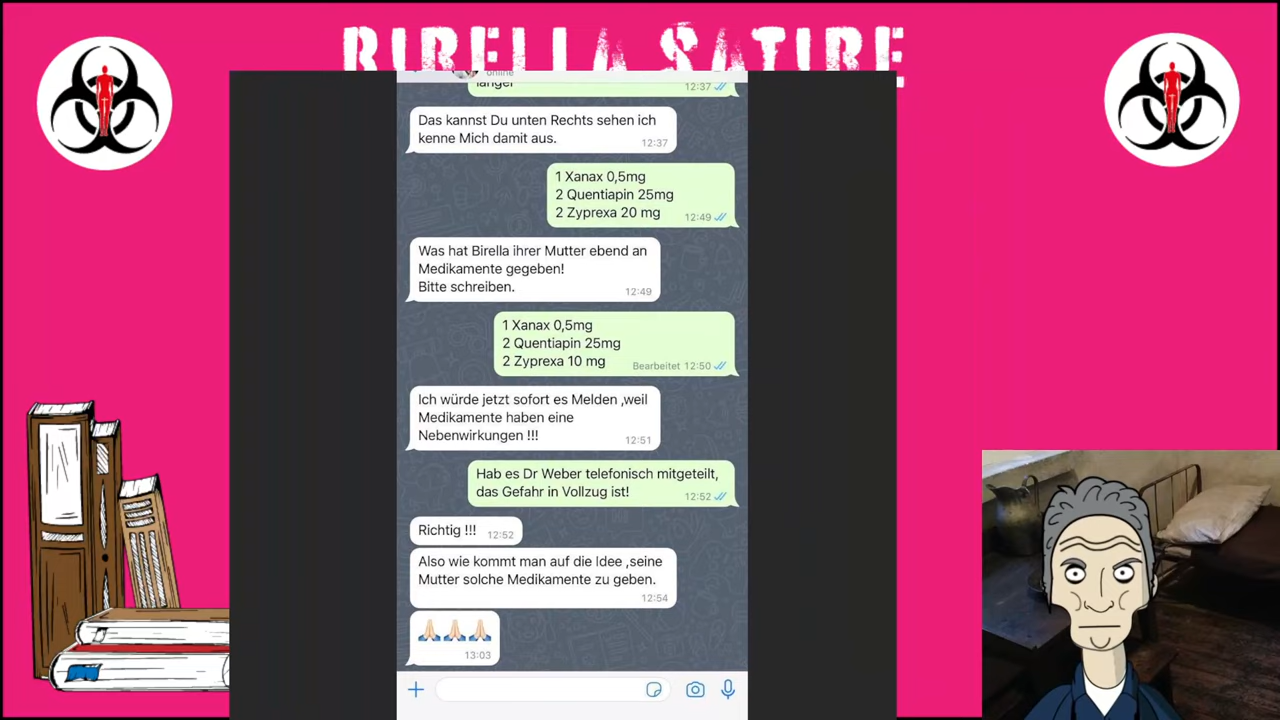 RIBELLA SATIRE
online
länger
12:37
Das kannst Du unten Rechts sehen ich
kenne Mich damit aus.
12:37
1 Xanax 0,5mg
2 Quentiapin 25mg
2 Zyprexa 20 mg
12:49
Was hat Birella ihrer Mutter ebend an
Medikamente gegeben!
Bitte schreiben.
12:49
1 Xanax 0,5mg
2 Quentiapin 25mg
2 Zyprexa 10 mg
Bearbeitet 12:50
Ich würde jetzt sofort es Melden ,weil
Medikamente haben eine
Nebenwirkungen !!!
12:51
Hab es Dr Weber telefonisch mitgeteilt,
das Gefahr in Vollzug ist!
12:52
Richtig !!!
12:52
Also wie kommt man auf die Idee ,seine
Mutter solche Medikamente zu geben.
12:54
🙏🏻🙏🏻🙏🏻
13:03